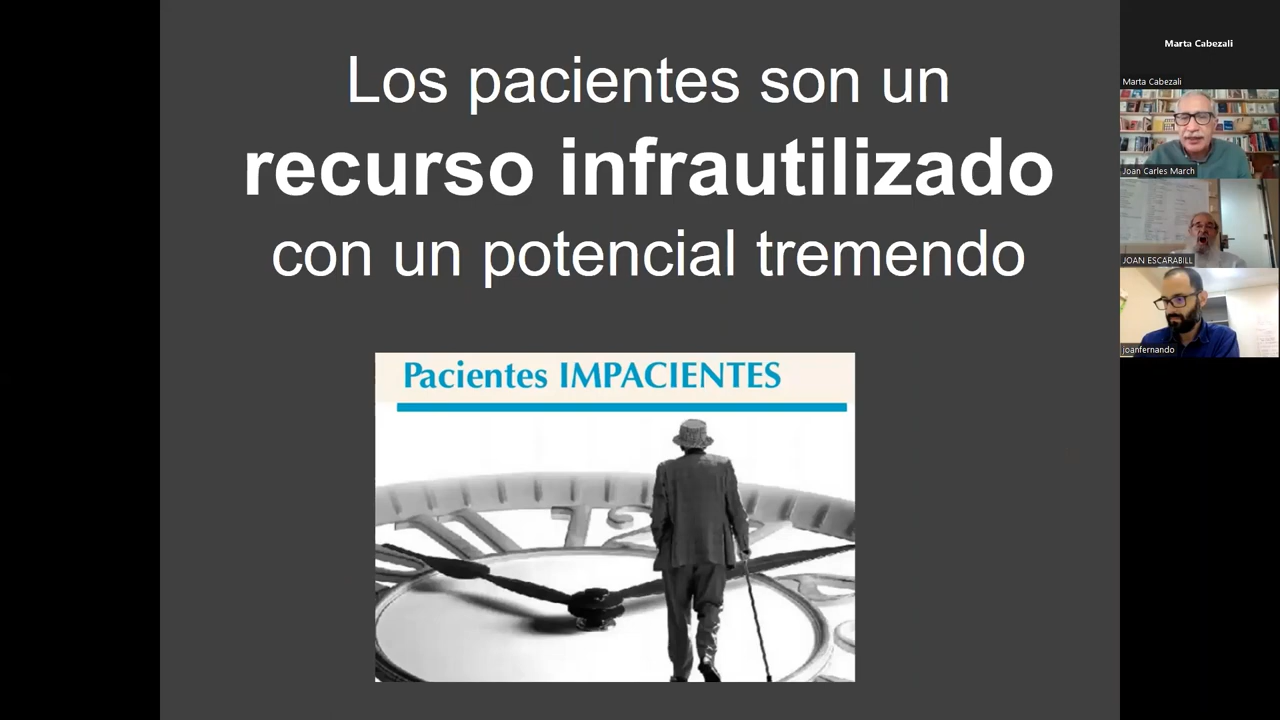 Los pacientes son un
recurso infrautilizado
con un potencial tremendo
Pacientes IMPACIENTES
12
Marta Cabezali
Marta Cabezali
Joan Carles March
JOAN ESCARABILL
joanfernando